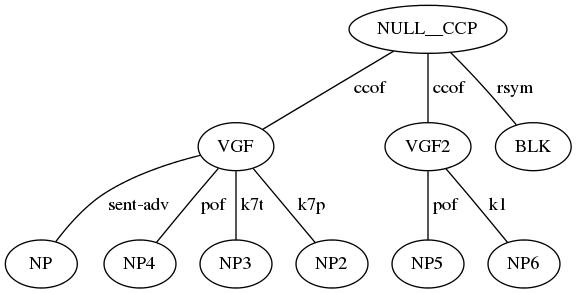 NULL__CCP
ccof ccof rsym
VGF VGF2 BLK
sent-adv pof k7t k7p pof k1
NP NP4 NP3 NP2 NP5 NP6